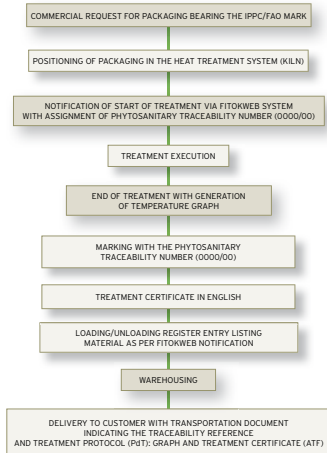 COMMERCIAL REQUEST FOR PACKAGING BEARING THE IPPC/FAO MARK
POSITIONING OF PACKAGING IN THE HEAT TREATMENT SYSTEM (KILN)
NOTIFICATION OF START OF TREATMENT VIA FITOKWEB SYSTEM
WITH ASSIGNMENT OF PHYTOSANITARY TRACEABILITY NUMBER (0000/00)
TREATMENT EXECUTION
END OF TREATMENT WITH GENERATION
OF TEMPERATURE GRAPH
MARKING WITH THE PHYTOSANITARY
TRACEABILITY NUMBER (0000/00)
TREATMENT CERTIFICATE IN ENGLISH
LOADING/UNLOADING REGISTER ENTRY LISTING
MATERIAL AS PER FITOKWEB NOTIFICATION
WAREHOUSING
DELIVERY TO CUSTOMER WITH TRANSPORTATION DOCUMENT
INDICATING THE TRACEABILITY REFERENCE
AND TREATMENT PROTOCOL (PdT): GRAPH AND TREATMENT CERTIFICATE (ATF)